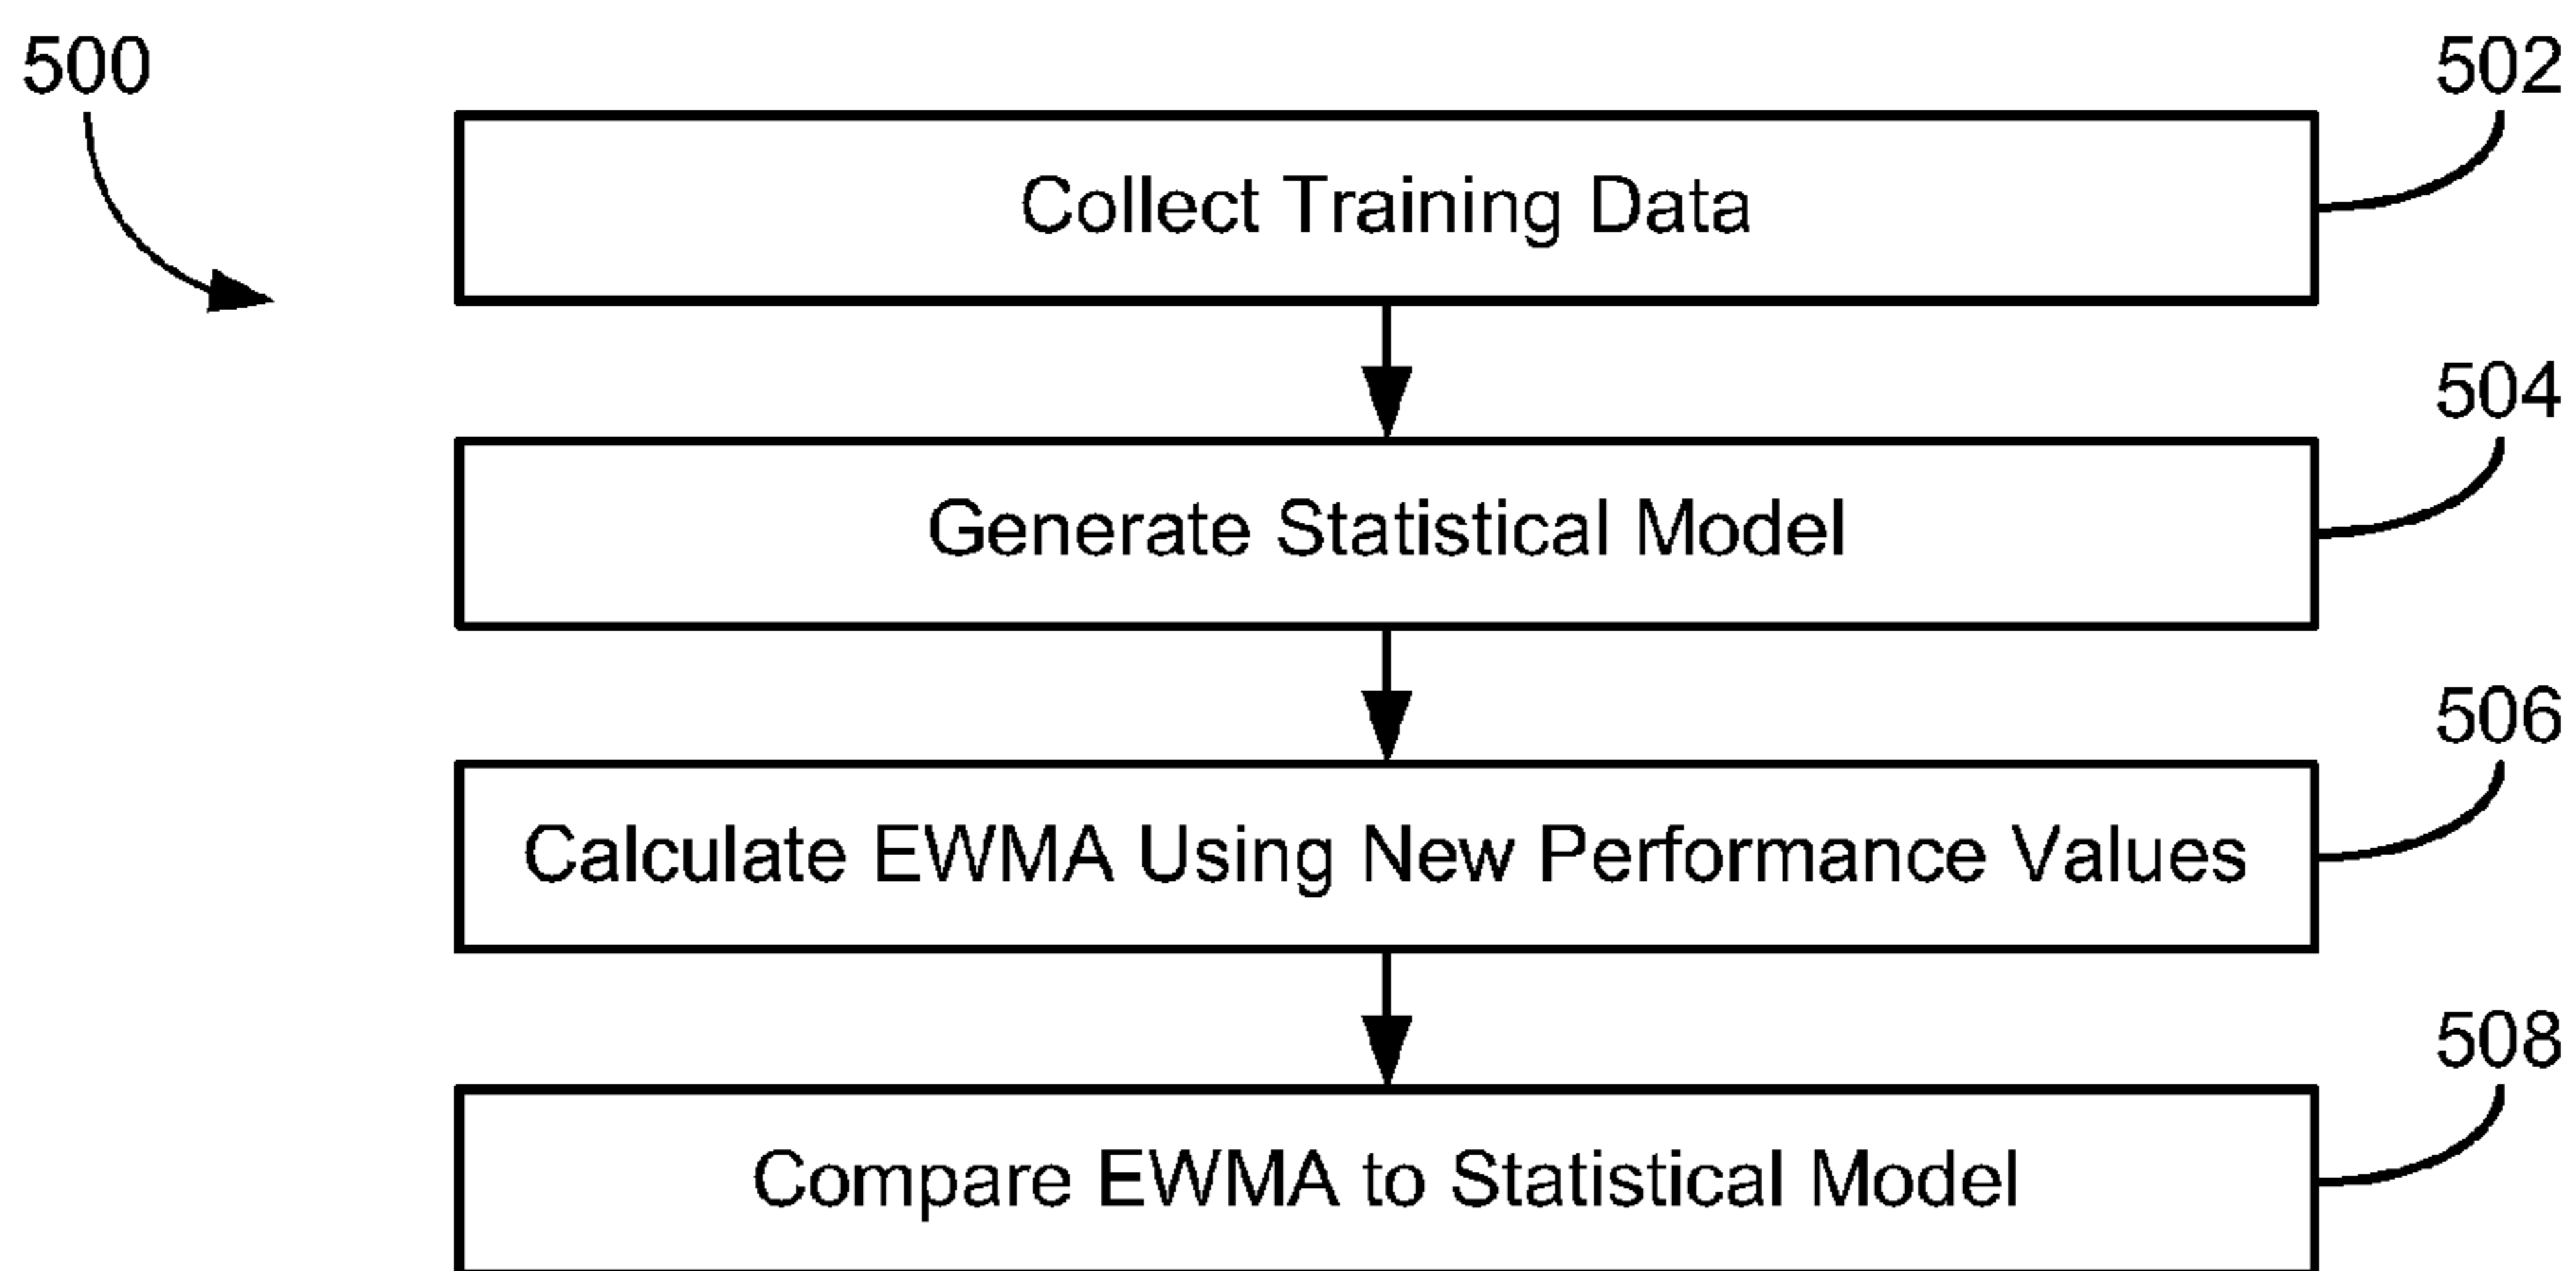 500
502
Collect Training Data
504
Generate Statistical Model
506
Calculate EWMA Using New Performance Values
508
Compare EWMA to Statistical Model